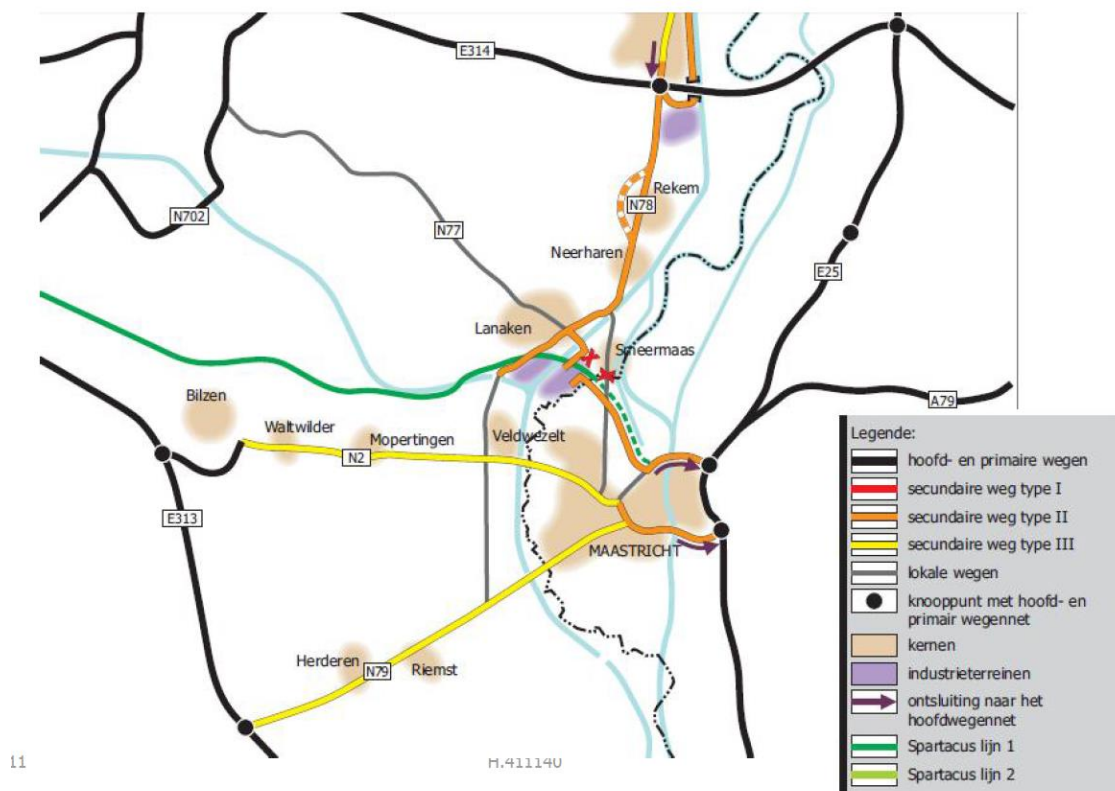 E314
Rekem
N702
N78
N77
Neerharen
E25
Lanaken
Smeermaas
Bilzen
A79
Waltwilder
Mopertingen
Veldwezelt
N2
E313
MAASTRICHT
Herderen
N79
Riemst
Legende:
hoofd- en primaire wegen
secundaire weg type I
secundaire weg type II
secundaire weg type III
lokale wegen
knooppunt met hoofd- en
primair wegennet
kernen
industrieterreinen
ontsluiting naar het
hoofdwegennet
Spartacus lijn 1
Spartacus lijn 2
11
H.411140